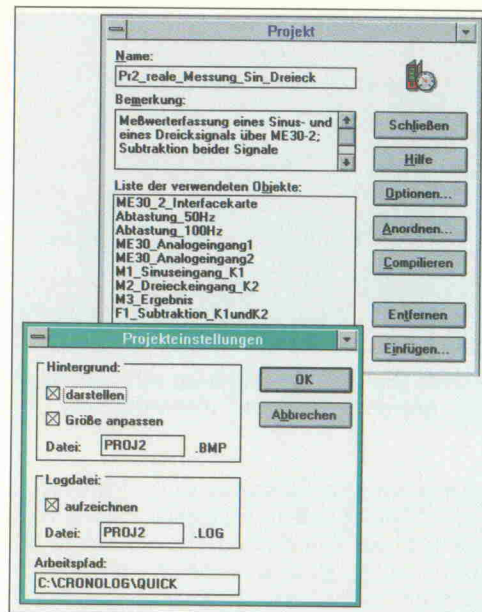 Projekt
Name:
Pr2_reale_Messung_Sin_Dreieck
Bemerkung:
Meßwerterfassung eines Sinus- und
eines Dreicksignals über ME30-2;
Subtraktion beider Signale
Liste der verwendeten Objekte:
ME30_2_Interfacekarte
Abtastung_50Hz
Abtastung_100Hz
ME30_Analogeingang1
ME30_Analogeingang2
M1_Sinuseingang_K1
M2_Dreieckeingang_K2
M3_Ergebnis
F1_Subtraktion_K1undK2
Schließen
Hilfe
Optionen...
Anordnen...
Compilieren
Entfernen
Einfügen...
Projekteinstellungen
Hintergrund:
darstellen
Größe anpassen
Datei: PROJ2 .BMP
Logdatei:
aufzeichnen
Datei: PROJ2 .LOG
Arbeitspfad:
C:\CRONOLOG\QUICK
OK
Abbrechen